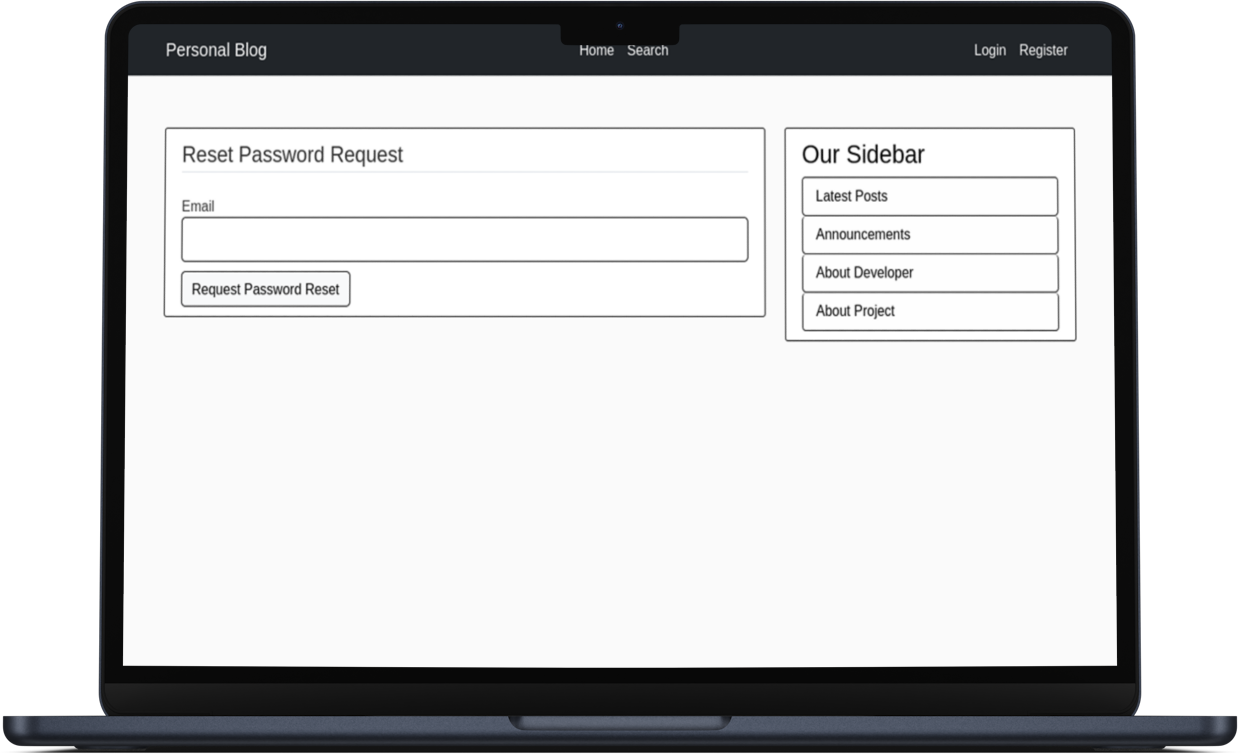 Personal Blog
Home Search
Login Register
Reset Password Request
Email
Request Password Reset
Our Sidebar
Latest Posts
Announcements
About Developer
About Project